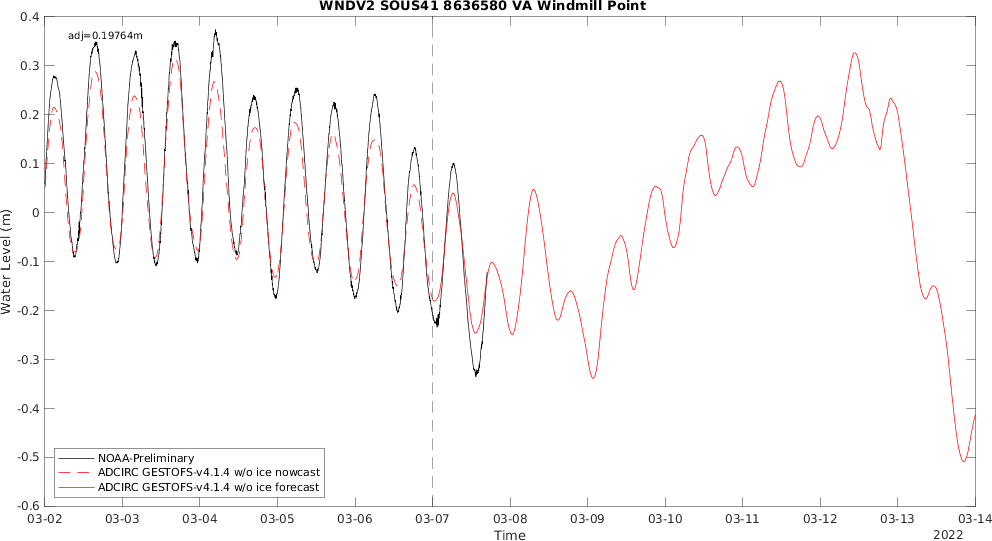 WNDV2 SOUS41 8636580 VA Windmill Point
adj=0.19764m
Water Level (m)
0.4
0.3
0.2
0.1
0
-0.1
-0.2
-0.3
-0.4
-0.5
-0.6
NOAA-Preliminary
ADCIRC GESTOFS-v4.1.4 w/o ice nowcast
ADCIRC GESTOFS-v4.1.4 w/o ice forecast
03-02 03-03 03-04 03-05 03-06 03-07 03-08 03-09 03-10 03-11 03-12 03-13 03-14
Time
2022